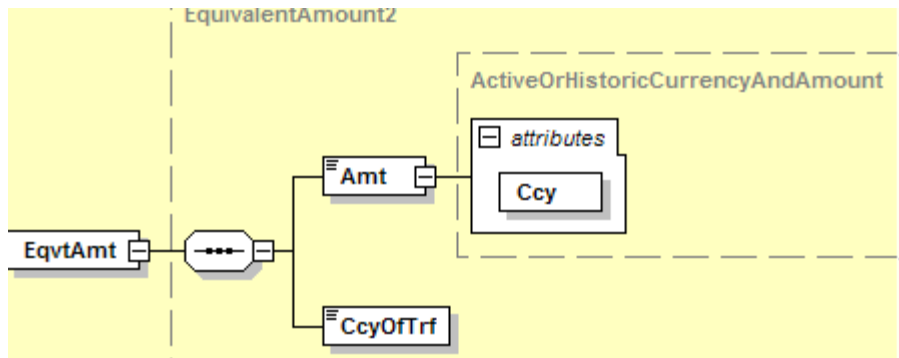 EquivalentAmount2
ActiveOrHistoricCurrencyAndAmount
attributes
Amt
Ccy
EqvtAmt
CcyOfTrf